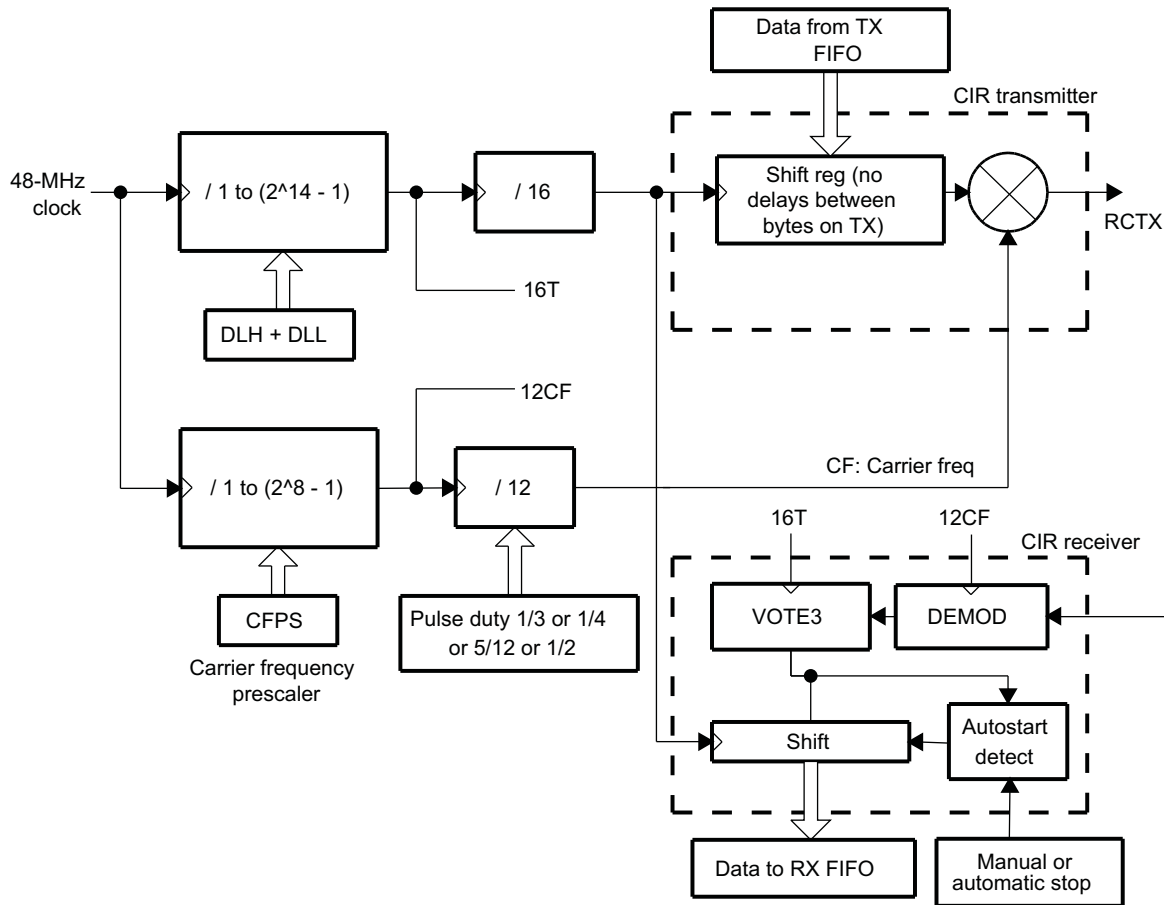 Data from TX
FIFO
CIR transmitter
48-MHz
clock
/ 1 to (2^14 - 1)
/ 16
Shift reg (no
delays between
bytes on TX)
RCTX
16T
DLH + DLL
12CF
/ 1 to (2^8 - 1)
/ 12
CF: Carrier freq
16T
12CF
CIR receiver
CFPS
Carrier frequency
prescaler
Pulse duty 1/3 or 1/4
or 5/12 or 1/2
VOTE3
DEMOD
Shift
Autostart
detect
Data to RX FIFO
Manual or
automatic stop